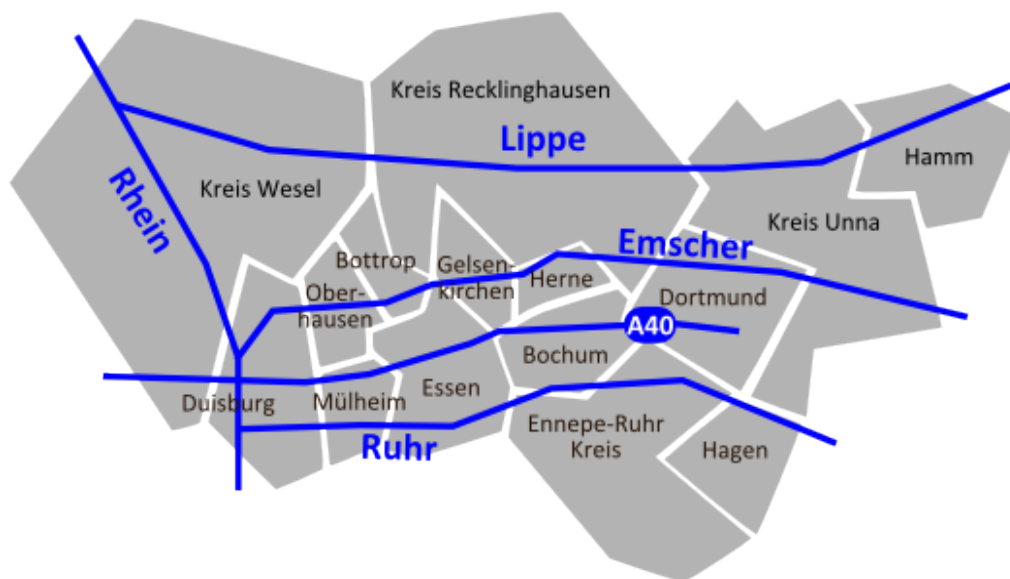 Kreis Recklinghausen
Lippe
Hamm
Rhein
Kreis Wesel
Kreis Unna
Emscher
Bottrop
Gelsen-
kirchen
Herne
Ober-
hausen
Dortmund
A40
Bochum
Essen
Duisburg
Mülheim
Ruhr
Ennepe-Ruhr
Kreis
Hagen